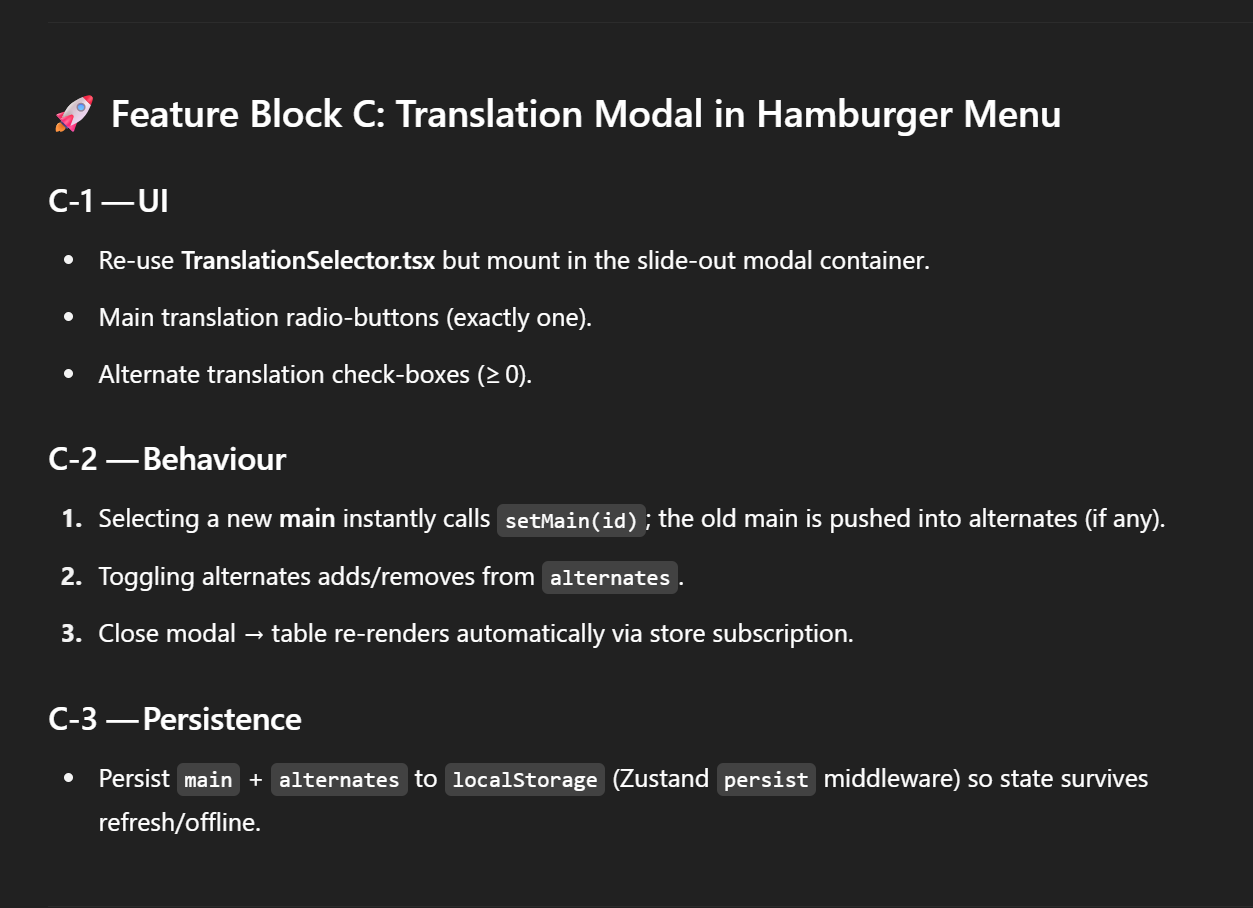 🚀 Feature Block C: Translation Modal in Hamburger Menu
C-1 — UI
• Re-use TranslationSelector.tsx but mount in the slide-out modal container.
• Main translation radio-buttons (exactly one).
• Alternate translation check-boxes (≥ 0).
C-2 — Behaviour
1. Selecting a new main instantly calls setMain(id); the old main is pushed into alternates (if any).
2. Toggling alternates adds/removes from alternates.
3. Close modal → table re-renders automatically via store subscription.
C-3 — Persistence
• Persist main + alternates to localStorage (Zustand persist middleware) so state survives
refresh/offline.